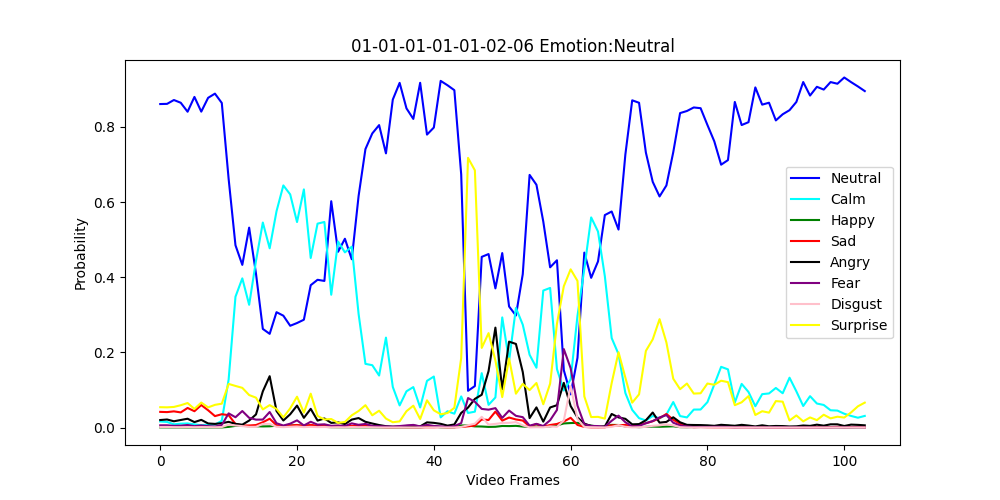 01-01-01-01-01-02-06 Emotion:Neutral
Probability
0.8
0.6
0.4
0.2
0.0
0 20 40 60 80 100
Video Frames
Neutral
Calm
Happy
Sad
Angry
Fear
Disgust
Surprise